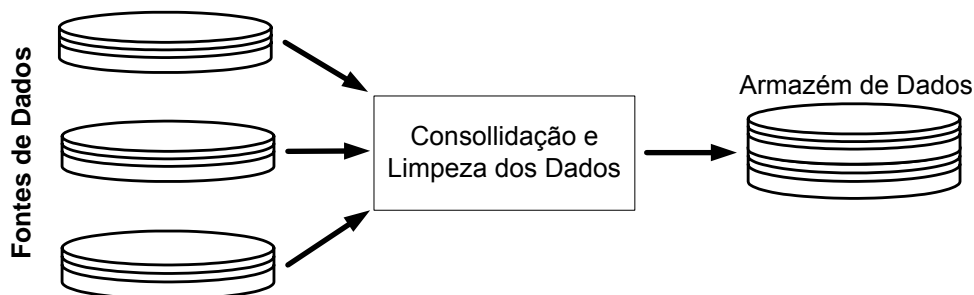 Fontes de Dados
Consollidação e
Limpeza dos Dados
Armazém de Dados